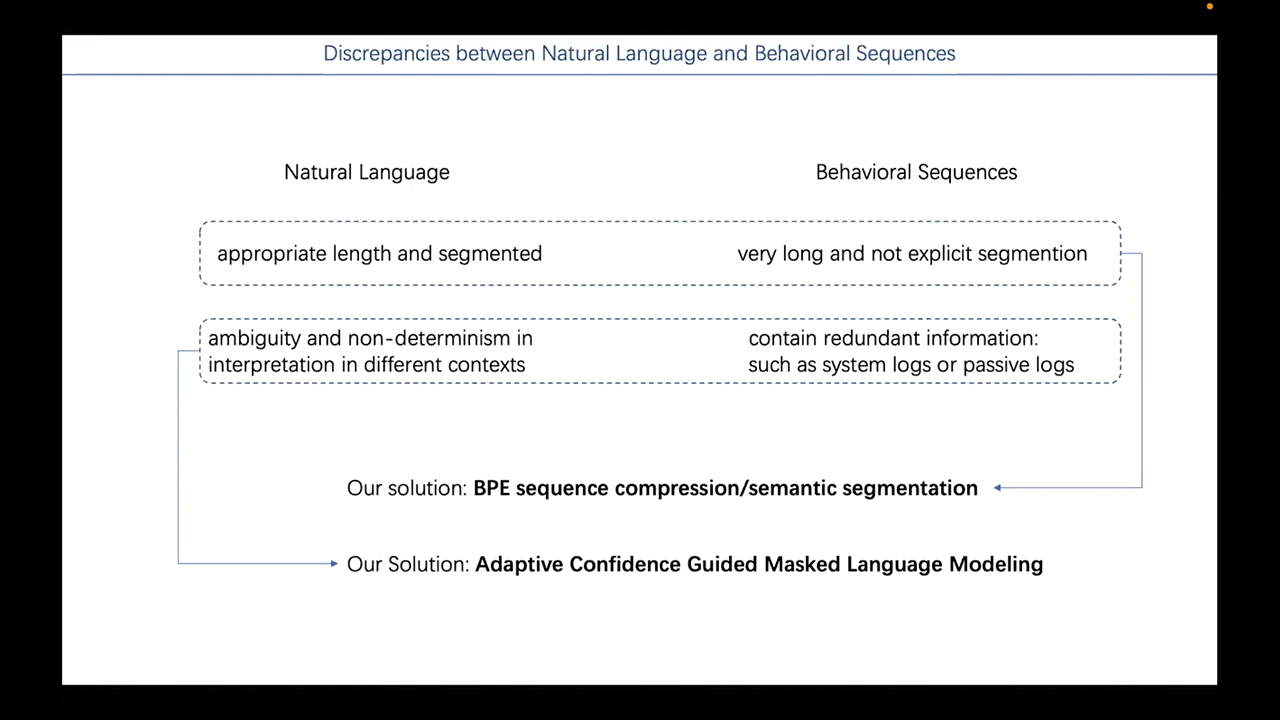 Discrepancies between Natural Language and Behavioral Sequences
Natural Language
Behavioral Sequences
appropriate length and segmented
very long and not explicit segmention
ambiguity and non-determinism in
interpretation in different contexts
contain redundant information:
such as system logs or passive logs
Our solution: BPE sequence compression/semantic segmentation
Our Solution: Adaptive Confidence Guided Masked Language Modeling